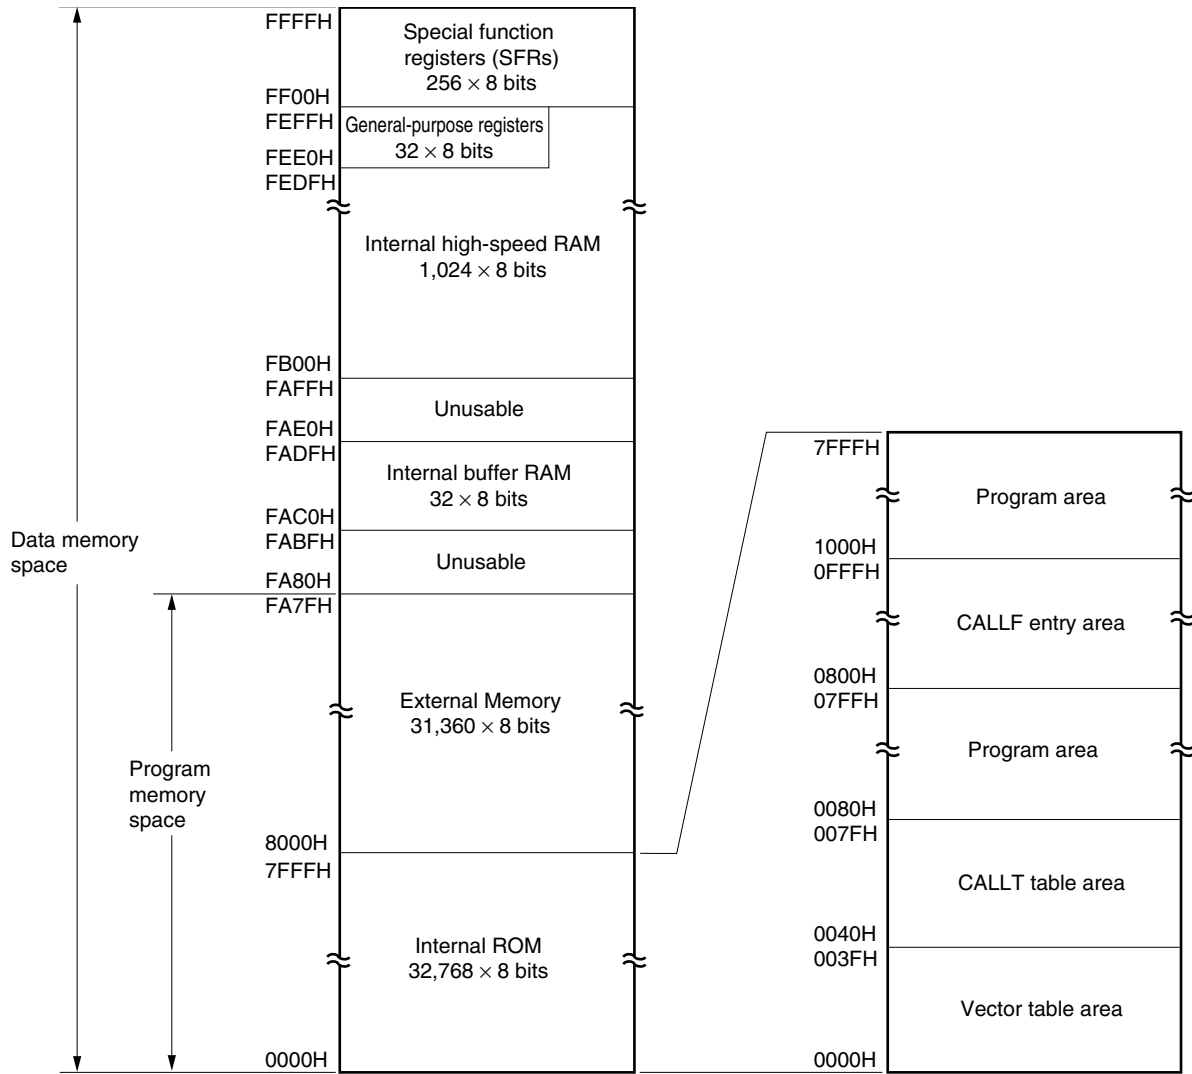 FFFFH
Special function
registers (SFRs)
256 × 8 bits
FF00H
FEFFH
General-purpose registers
32 × 8 bits
FEE0H
FEDFH
Internal high-speed RAM
1,024 × 8 bits
FB00H
FAFFH
Unusable
FAE0H
FADFH
Internal buffer RAM
32 × 8 bits
FAC0H
FABFH
Unusable
FA80H
FA7FH
Data memory
space
External Memory
31,360 × 8 bits
Program
memory
space
8000H
7FFFH
Internal ROM
32,768 × 8 bits
0000H
7FFFH
Program area
1000H
0FFFH
CALLF entry area
0800H
07FFH
Program area
0080H
007FH
CALLT table area
0040H
003FH
Vector table area
0000H